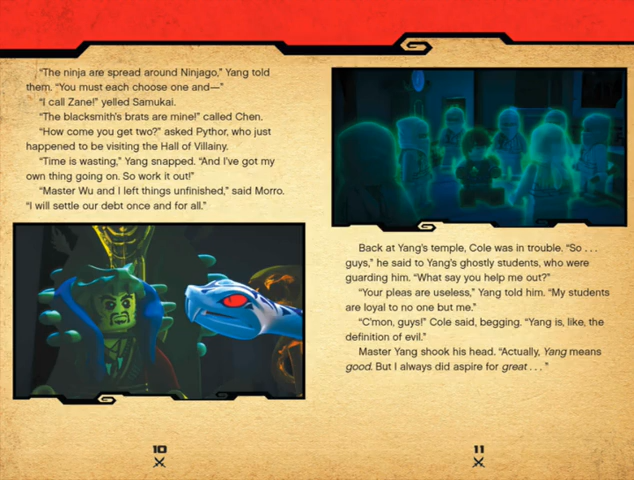 “The ninja are spread around Ninjago,” Yang told
them. “You must each choose one and—”
“I call Zane!” yelled Samukai.
“The blacksmith’s brats are mine!” called Chen.
“How come you get two?” asked Pythor, who just
happened to be visiting the Hall of Villainy.
“Time is wasting,” Yang snapped. “And I’ve got my
own thing going on. So work it out!”
“Master Wu and I left things unfinished,” said Morro.
“I will settle our debt once and for all.”
10
Back at Yang’s temple, Cole was in trouble. “So . . .
guys,” he said to Yang’s ghostly students, who were
guarding him. “What say you help me out?”
“Your pleas are useless,” Yang told him. “My students
are loyal to no one but me.”
“C’mon, guys!” Cole said, begging. “Yang is, like, the
definition of evil.”
Master Yang shook his head. “Actually, Yang means
good. But I always did aspire for great . . . ”
11